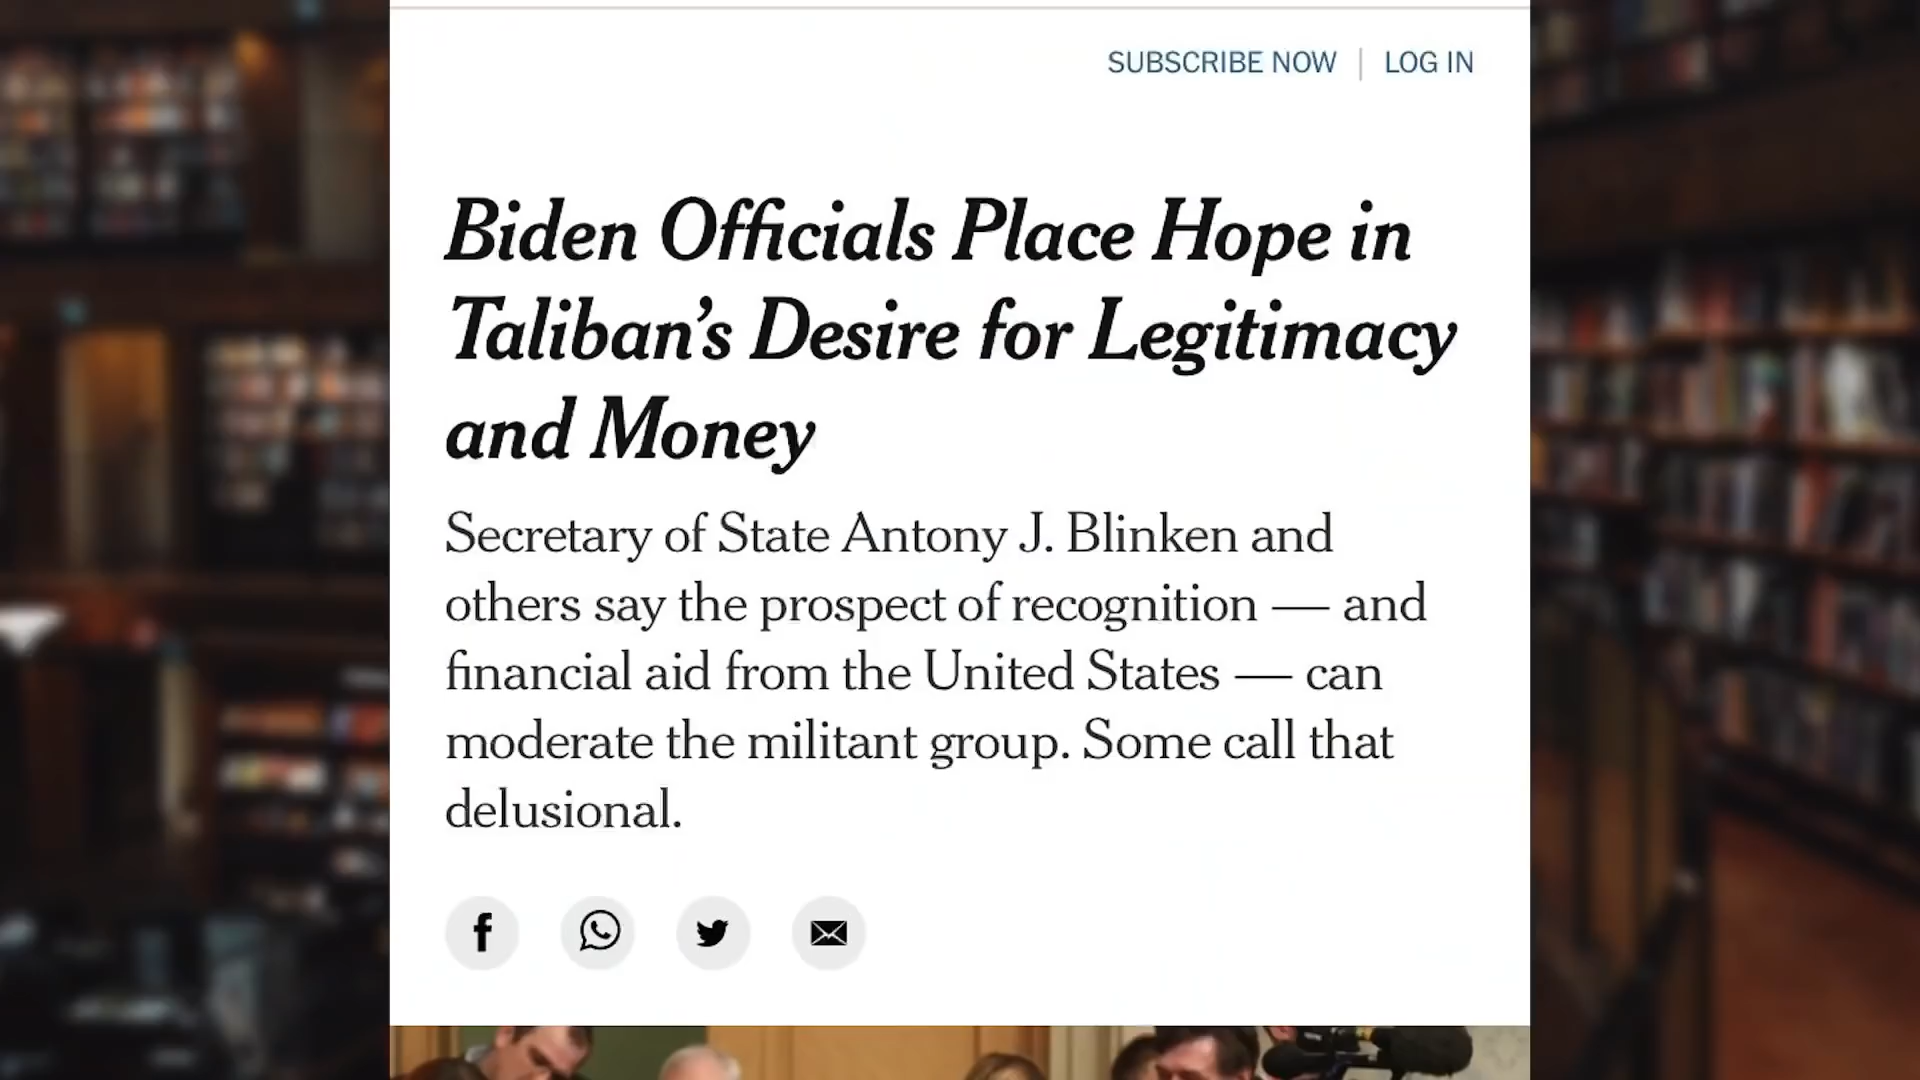 SUBSCRIBE NOW | LOG IN
Biden Officials Place Hope in
Taliban’s Desire for Legitimacy
and Money
Secretary of State Antony J. Blinken and
others say the prospect of recognition — and
financial aid from the United States — can
moderate the militant group. Some call that
delusional.